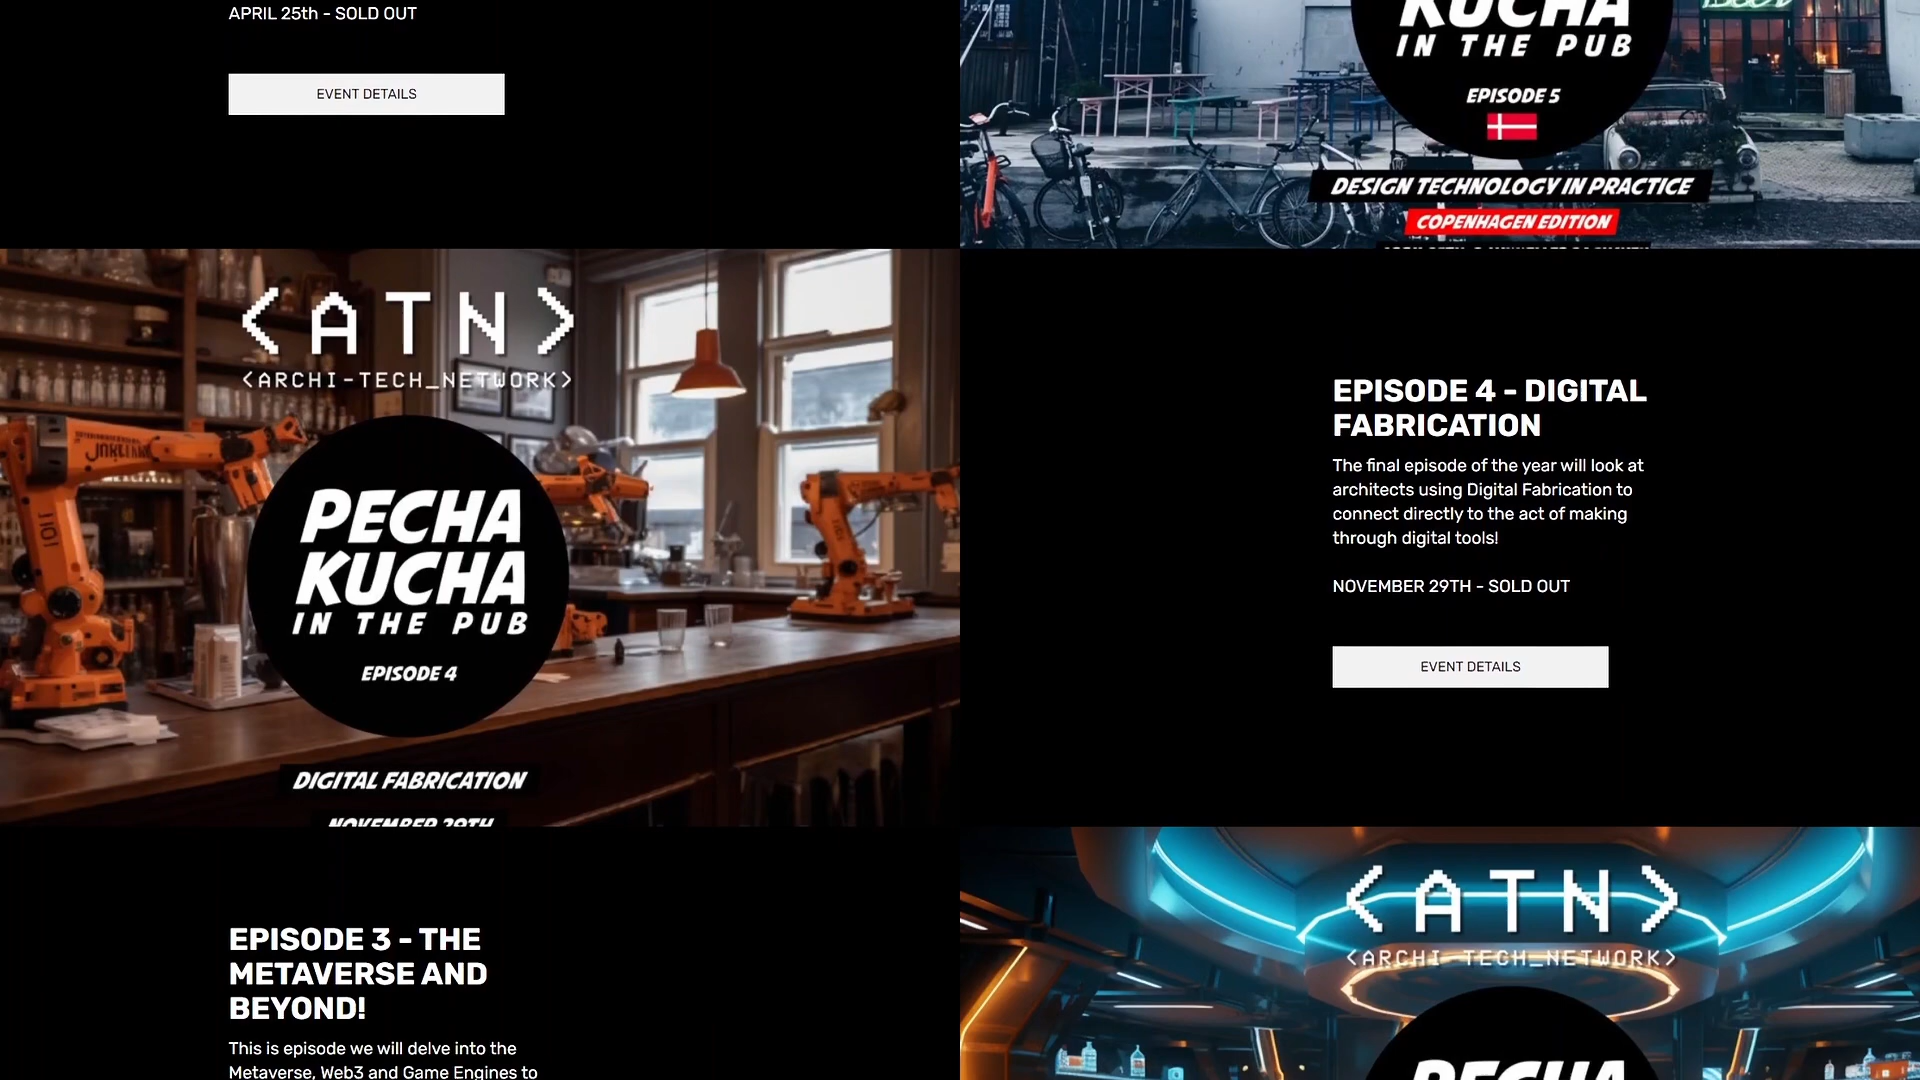 APRIL 25th - SOLD OUT
EVENT DETAILS
KUCHA
IN THE PUB
EPISODE 5
DESIGN TECHNOLOGY IN PRACTICE
COPENHAGEN EDITION
<ATN>
<ARCHI-TECH_NETWORK>
PECHA
KUCHA
IN THE PUB
EPISODE 4
DIGITAL FABRICATION
NOVEMBER 29TH
EPISODE 4 - DIGITAL
FABRICATION
The final episode of the year will look at
architects using Digital Fabrication to
connect directly to the act of making
through digital tools!
NOVEMBER 29TH - SOLD OUT
EVENT DETAILS
EPISODE 3 - THE
METAVERSE AND
BEYOND!
This is episode we will delve into the
Metaverse, Web3 and Game Engines to
<ATN>
<ARCHI-TECH_NETWORK>
PECHA